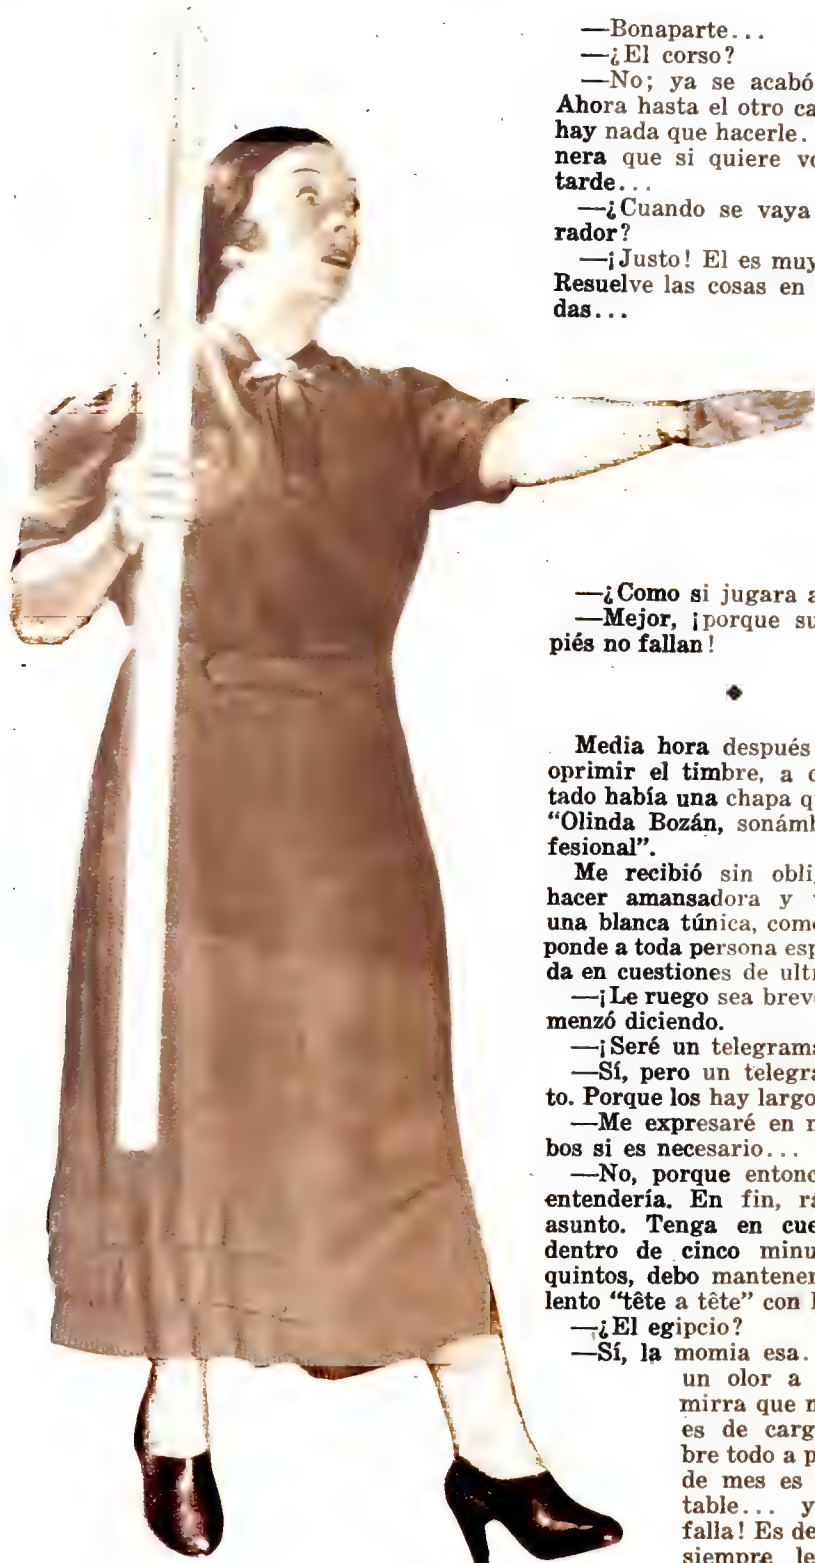 —Bonaparte...
—¿El corso?
—No; ya se acabó
Ahora hasta el otro ca
hay nada que hacerle.
nera que si quiere vo
tarde...
—¿Cuando se vaya
rador?
—¡Justo! El es muy
Resuelve las cosas en
das...
—¿Como si jugara a
—Mejor, ¡porque su
piés no fallan!
Media hora después
oprimir el timbre, a c
tado había una chapa q
“Olinda Bozán, sonámb
fesional”.
Me recibió sin obli
hacer amansadora y
una blanca túnica, com
ponde a toda persona esp
da en cuestiones de ultr
—¡Le ruego sea breve
menzó diciendo.
—¡Seré un telegrama
—Sí, pero un telegra
to. Porque los hay largo
—Me expresaré en m
bos si es necesario...
—No, porque entonc
entendería. En fin, rá
asunto. Tenga en cue
dentro de cinco minu
quintos, debo mantener
lento “tête a tête” con
—¿El egipcio?
—Sí, la momia esa.
un olor a
mirra que n
es de carg
bre todo a p
de mes es
table... y
falla! Es de
siempre le